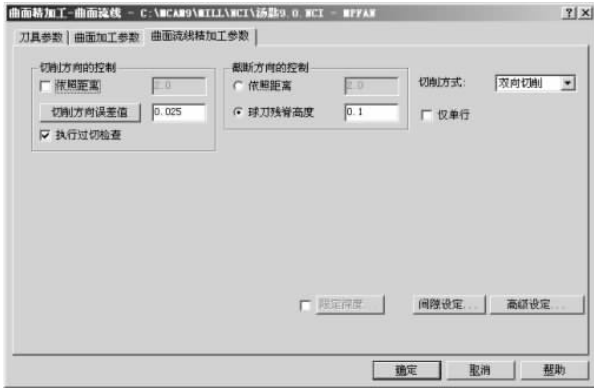 曲面精加工-曲面流线 - C:\MCAM9\MILL\NCI\汤匙9.0.NCI - MPFAN
刀具参数 曲面加工参数 曲面流线精加工参数
切削方向的控制
依照距离 2.0
切削方向误差值 0.025
执行过切检查
截断方向的控制
依照距离 2.0
球刀残脊高度 0.1
切削方式: 双向切削
仅单行
限定深度 间隙设定... 高级设定...
确定 取消 帮助